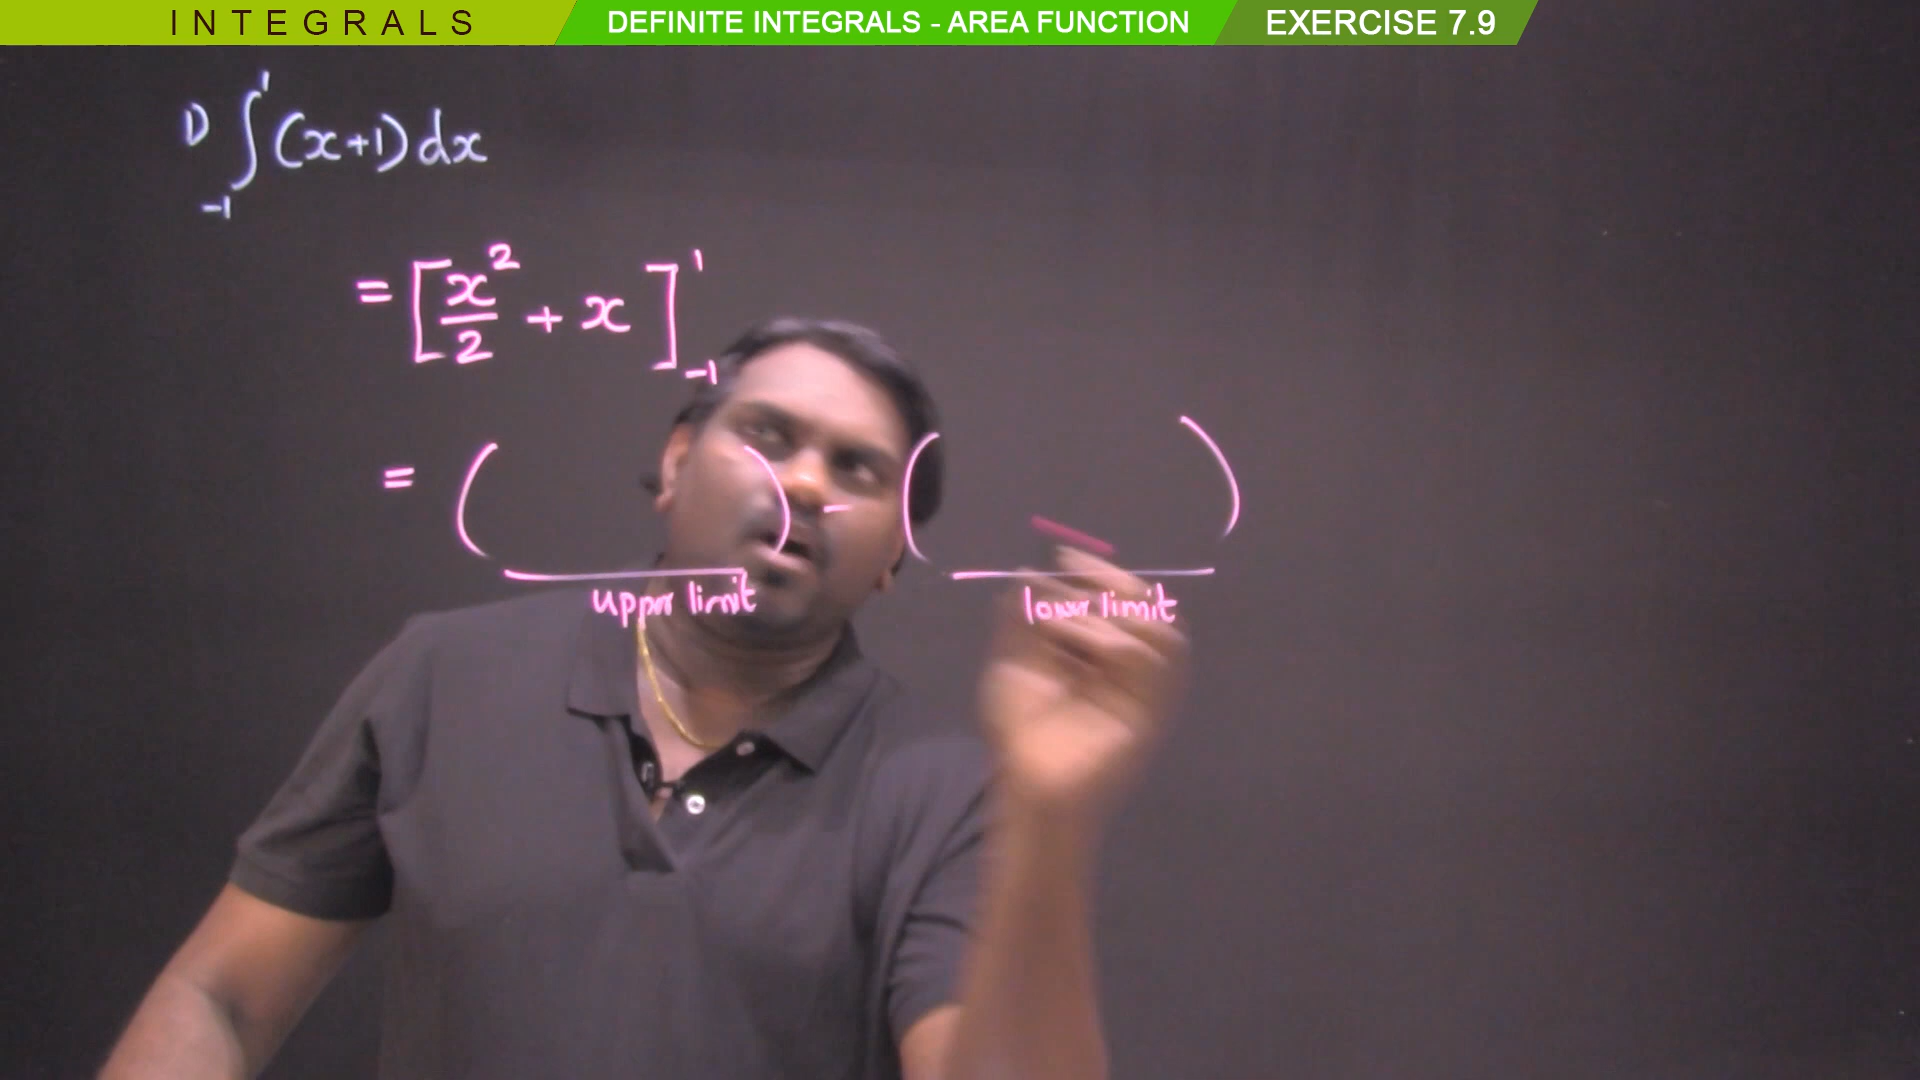 INTEGRALS DEFINITE INTEGRALS - AREA FUNCTION EXERCISE 7.9
1) ∫₋₁¹ (x+1) dx
= [x²/2 + x]₋₁¹
= ( ) - ( )
upper limit lower limit